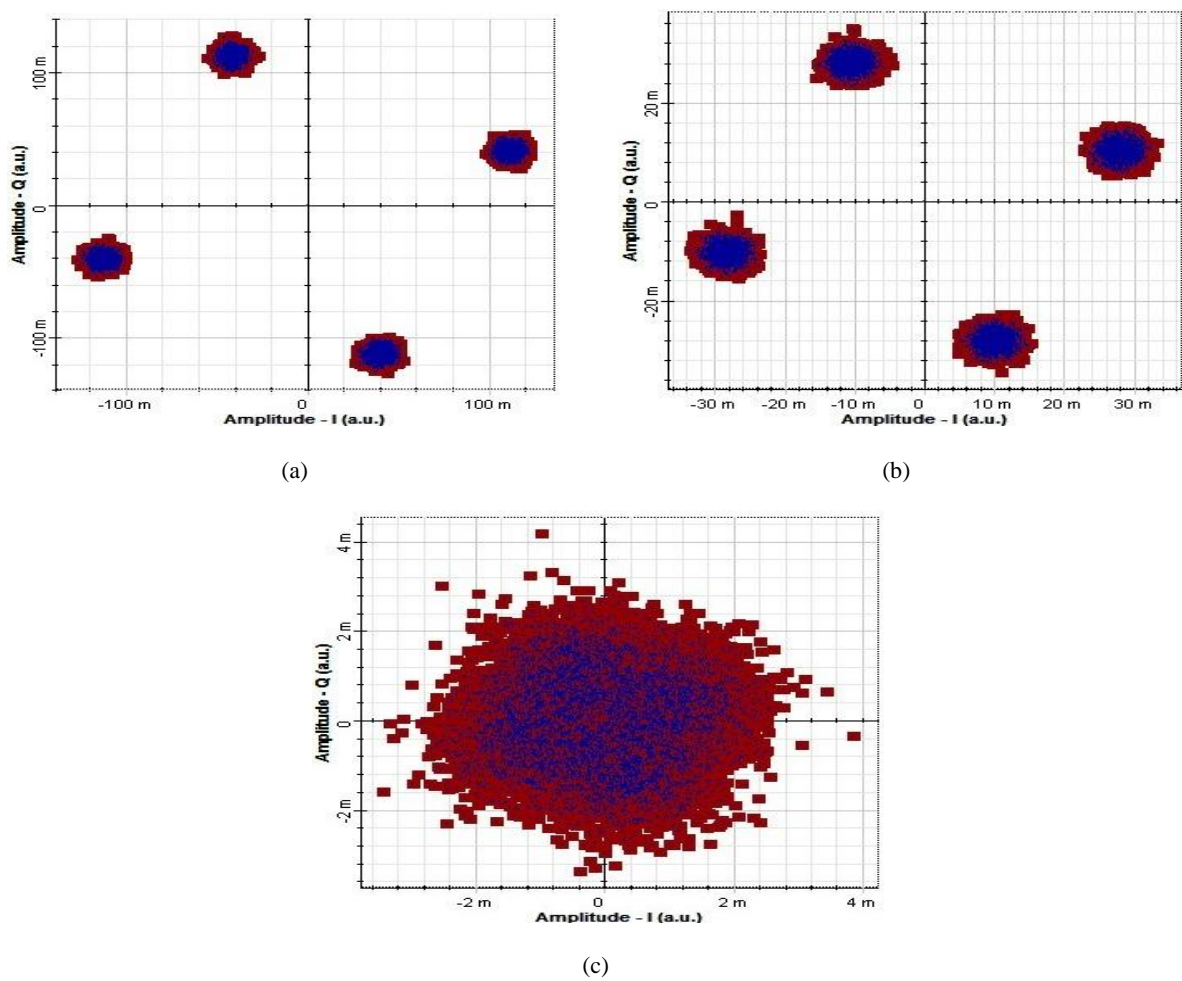 100 m
0
-100 m
Amplitude - Q (a.u.)
-100 m 0 100 m
Amplitude - I (a.u.)
(a)
20 m
0
-20 m
Amplitude - Q (a.u.)
-30 m -20 m -10 m 0 10 m 20 m 30 m
Amplitude - I (a.u.)
(b)
4 m
2 m
0
-2 m
Amplitude - Q (a.u.)
-2 m 0 2 m 4 m
Amplitude - I (a.u.)
(c)